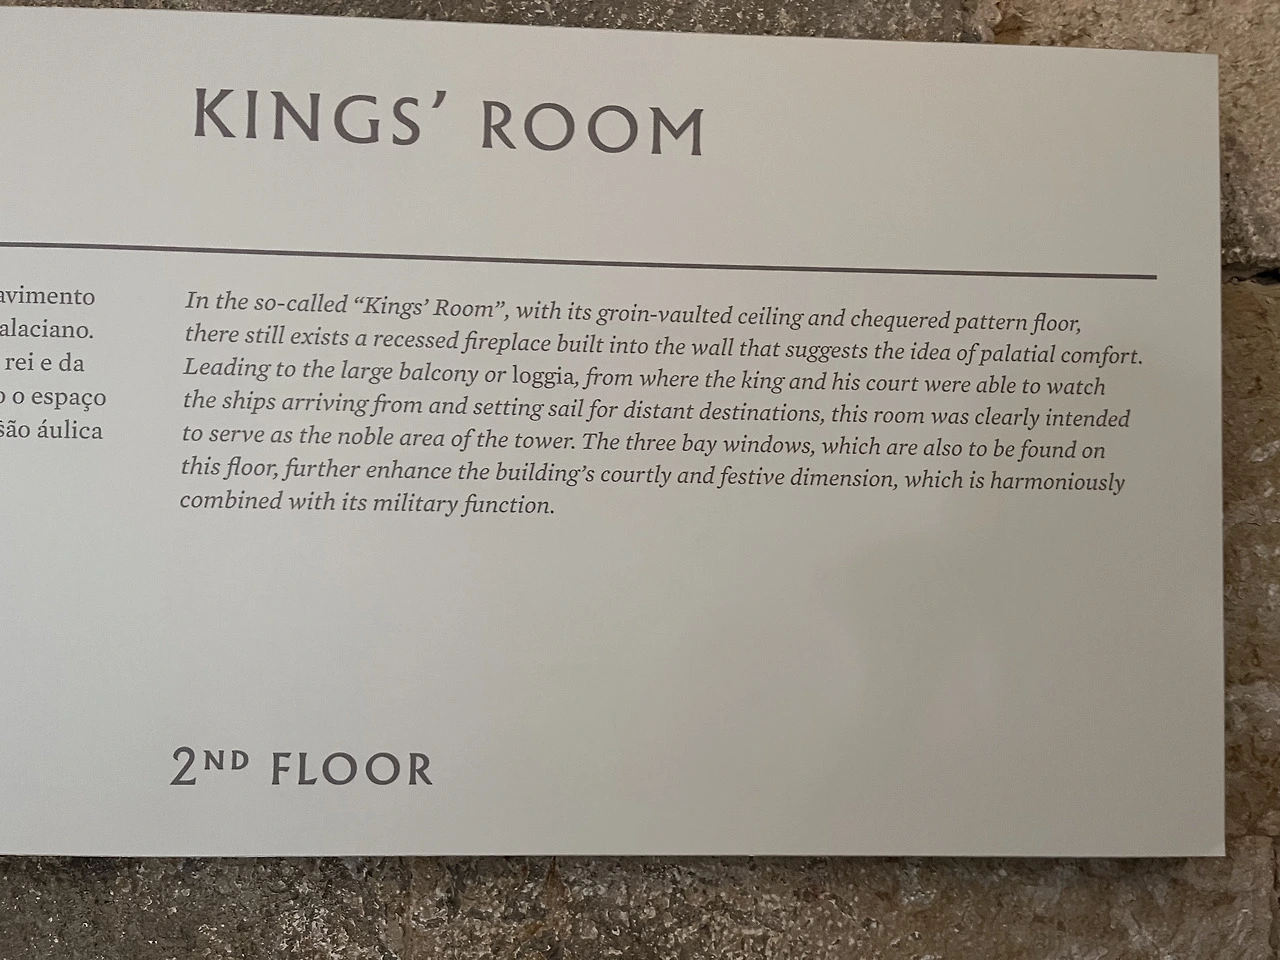 KINGS’ ROOM
avimento
alaciano.
rei e da
o espaço
são áulica
In the so-called “Kings’ Room”, with its groin-vaulted ceiling and chequered pattern floor,
there still exists a recessed fireplace built into the wall that suggests the idea of palatial comfort.
Leading to the large balcony or loggia, from where the king and his court were able to watch
the ships arriving from and setting sail for distant destinations, this room was clearly intended
to serve as the noble area of the tower. The three bay windows, which are also to be found on
this floor, further enhance the building’s courtly and festive dimension, which is harmoniously
combined with its military function.
2ND FLOOR